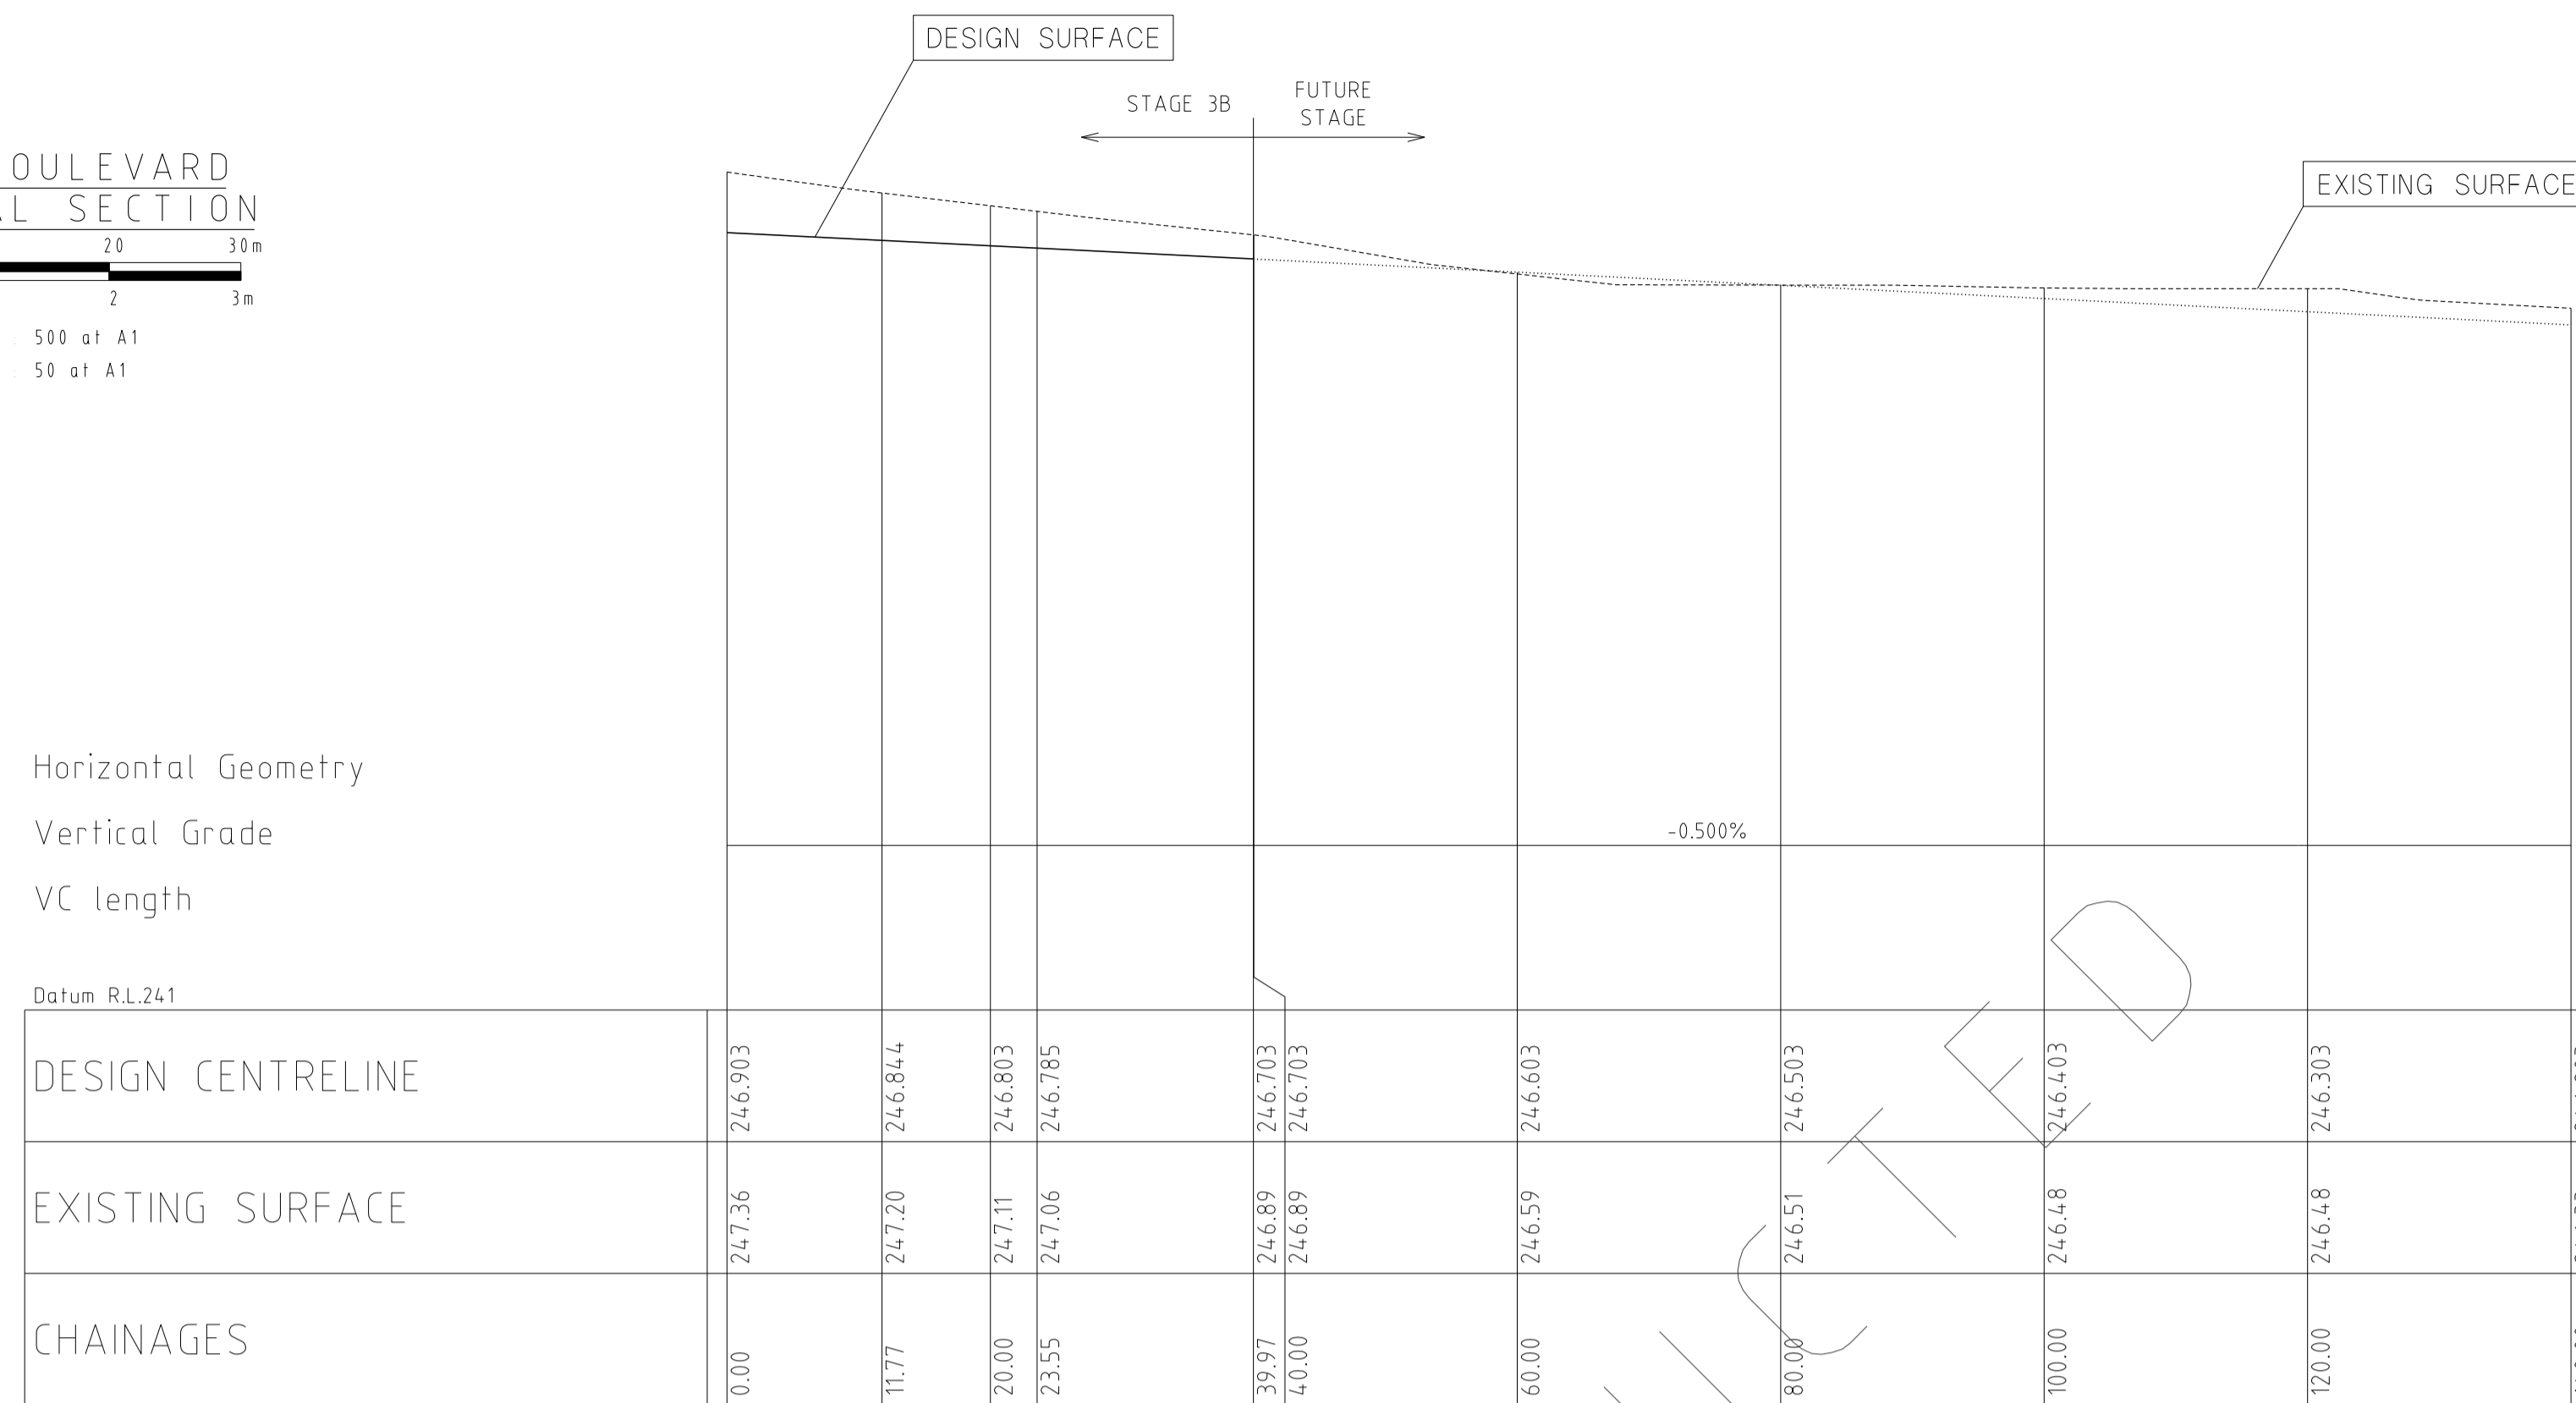 DESIGN SURFACE
STAGE 3B
FUTURE
STAGE
EXISTING SURFACE
OULEVARD
AL SECTION
20 30m
2 3m
500 at A1
50 at A1
Horizontal Geometry
Vertical Grade
-0.500%
VC length
Datum R.L.241
DESIGN CENTRELINE 246.903 246.844 246.803 246.785 246.703 246.703 246.603 246.503 246.403 246.303
EXISTING SURFACE 247.36 247.20 247.11 247.06 246.89 246.89 246.59 246.51 246.48 246.48
CHAINAGES 0.00 11.77 20.00 23.55 39.97 40.00 60.00 80.00 100.00 120.00
CTED